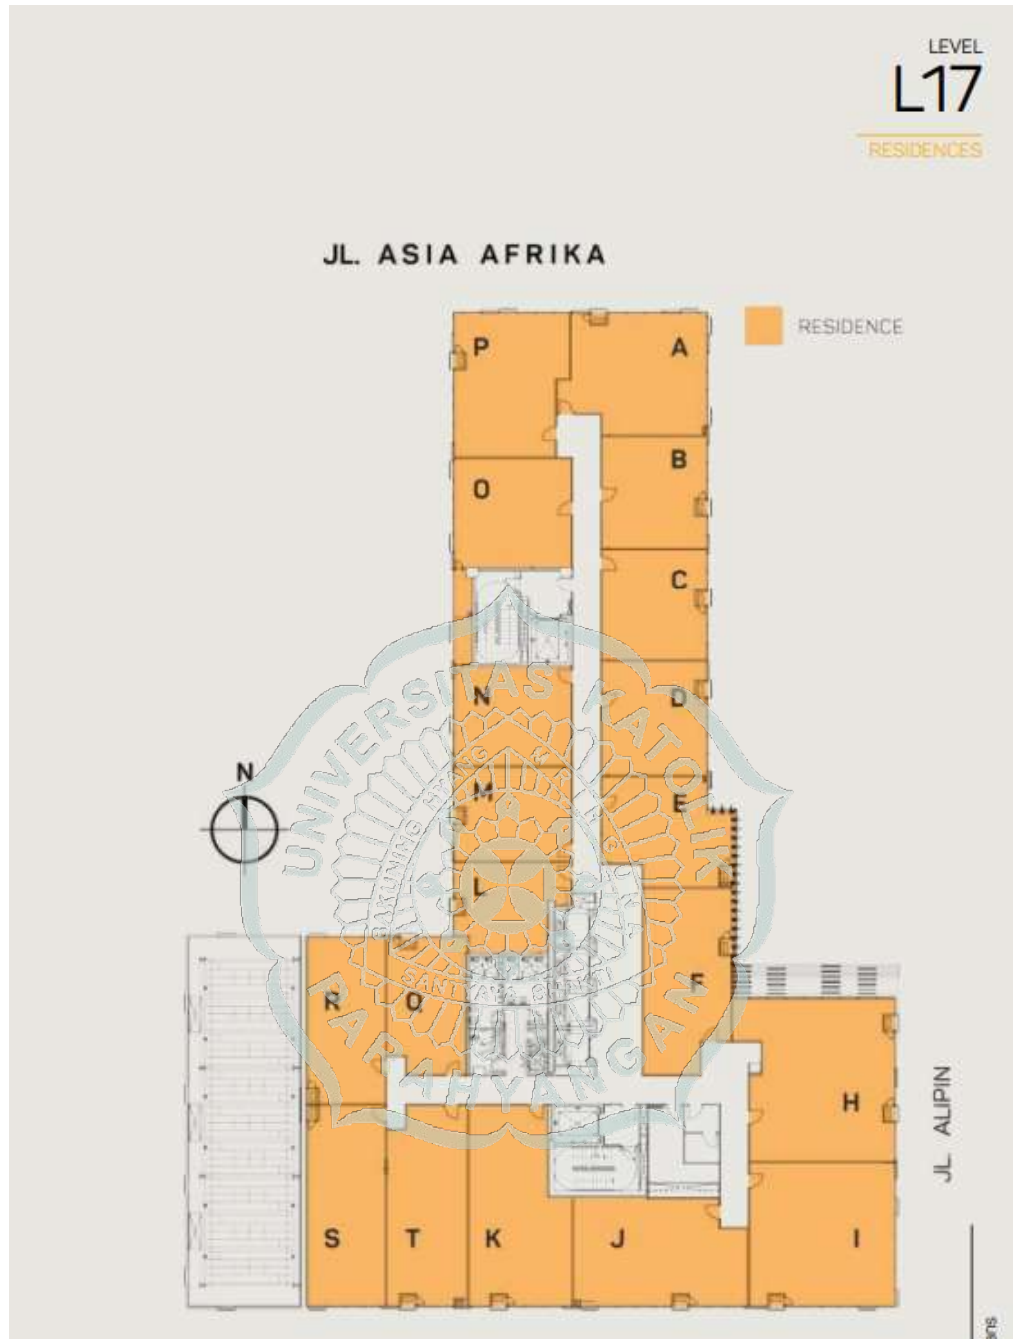 LEVEL
L17
RESIDENCES
JL. ASIA AFRIKA
RESIDENCE
P
A
B
O
C
N
D
N
M
E
L
UNIVERSITAS KATOLIK
PARAHYANGAN
R
Q
F
H
JL. ALIPIN
S
T
K
J
I